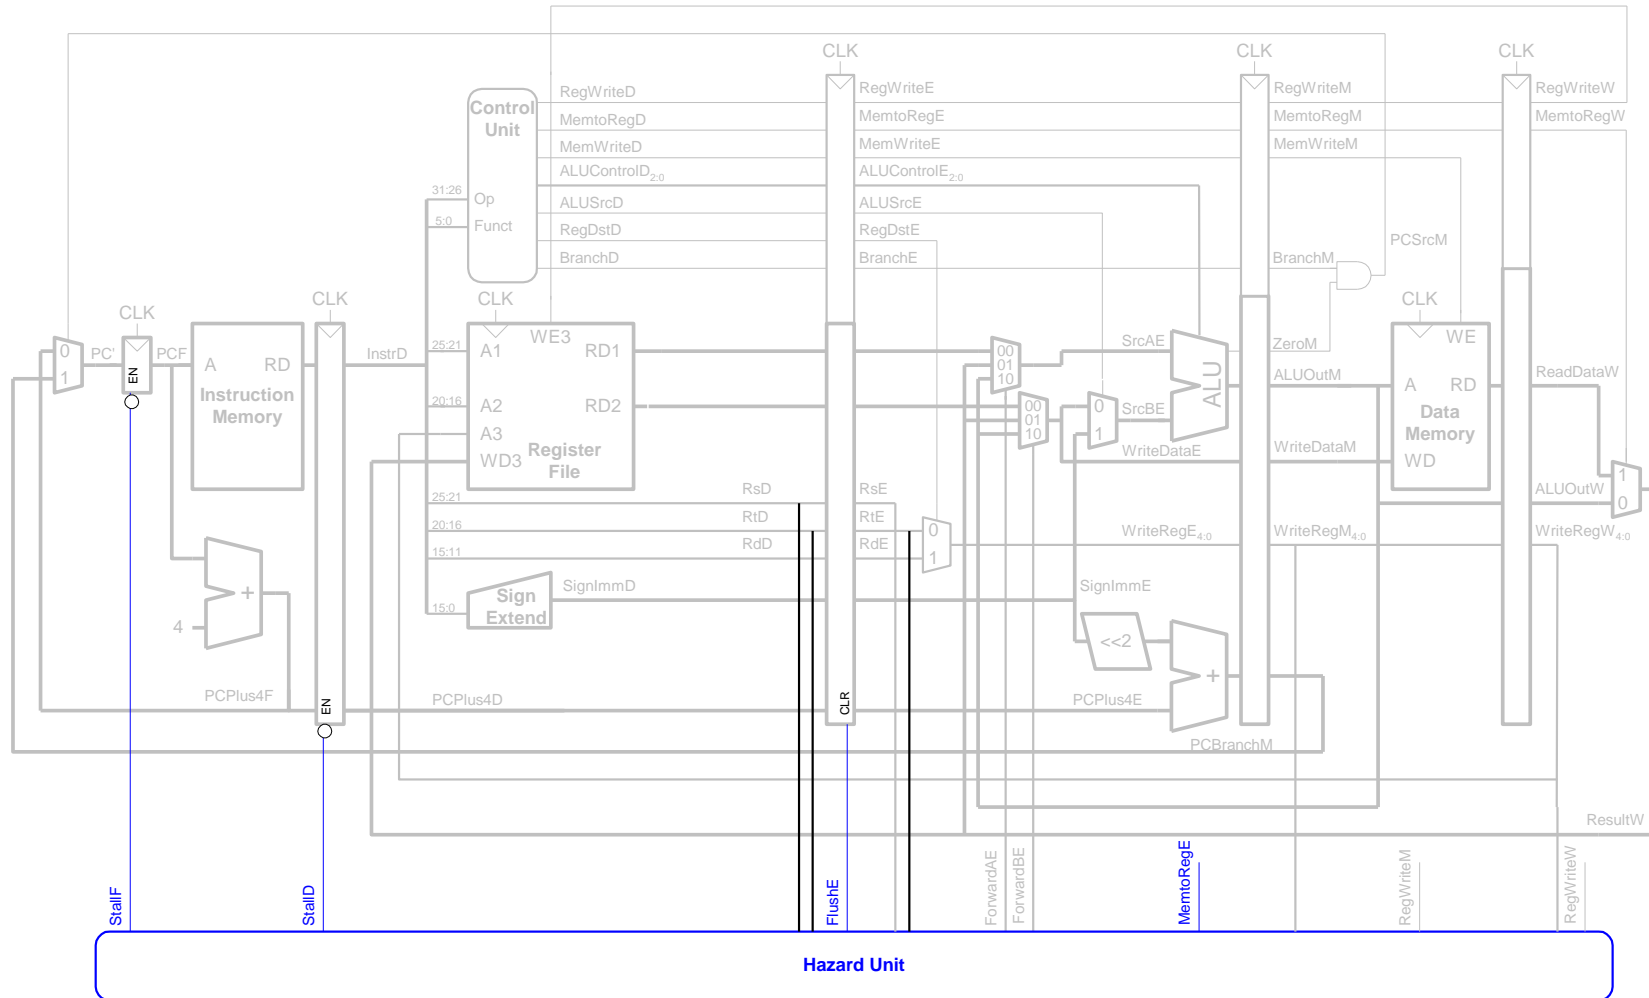 CLK
CLK
CLK
RegWriteD
RegWriteE
RegWriteM
RegWriteW
Control
Unit
MemtoRegD
MemtoRegE
MemtoRegM
MemtoRegW
MemWriteD
MemWriteE
MemWriteM
ALUControlD2:0
ALUControlE2:0
31:26
Op
ALUSrcD
ALUSrcE
5:0
Funct
RegDstD
RegDstE
PCSrcM
BranchD
BranchE
BranchM
CLK
CLK
CLK
CLK
WE3
WE
0
1
PC'
EN
PCF
A
RD
Instruction
Memory
InstrD
25:21
A1
RD1
20:16
A2
RD2
A3
WD3
Register
File
00
01
10
00
01
10
0
1
SrcAE
SrcBE
ALU
ZeroM
ALUOutM
A
RD
Data
Memory
WD
ReadDataW
WriteDataE
WriteDataM
1
0
ALUOutW
25:21
RsD
RsE
20:16
RtD
RtE
15:11
RdD
RdE
0
1
WriteRegE4:0
WriteRegM4:0
WriteRegW4:0
SignImmD
SignImmE
15:0
Sign
Extend
+
4
<<2
+
PCPlus4F
EN
PCPlus4D
CLR
PCPlus4E
PCBranchM
ResultW
StallF
StallD
FlushE
ForwardAE
ForwardBE
MemtoRegE
RegWriteM
RegWriteW
Hazard Unit